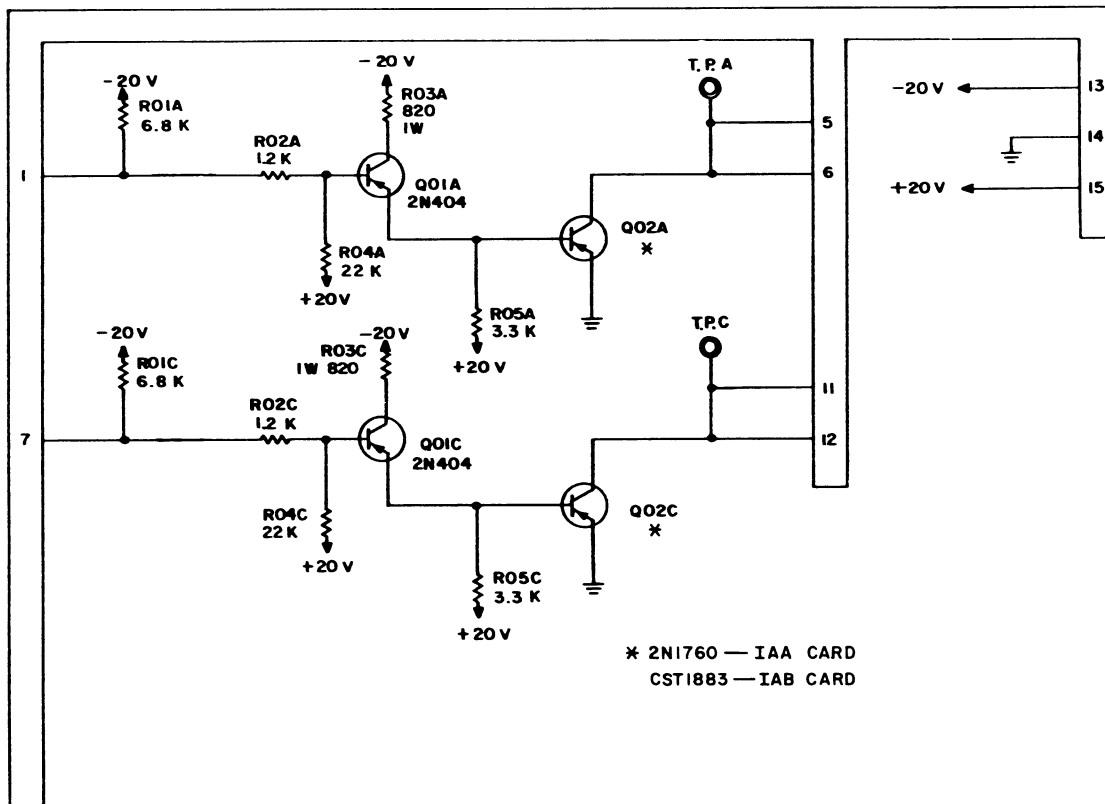 -20 V
R01A
6.8 K
R02A
1.2 K
1
R04A
22 K
+20 V
-20 V
R03A
820
1W
Q01A
2N404
R05A
3.3 K
+20 V
Q02A
*
T.P. A
5
6
-20 V
13
14
+20 V
15
-20 V
R01C
6.8 K
R02C
1.2 K
7
R04C
22 K
+20 V
-20 V
R03C
1W 820
Q01C
2N404
R05C
3.3 K
+20 V
Q02C
*
T.P. C
11
12
* 2N1760 — IAA CARD
CST1883 — IAB CARD